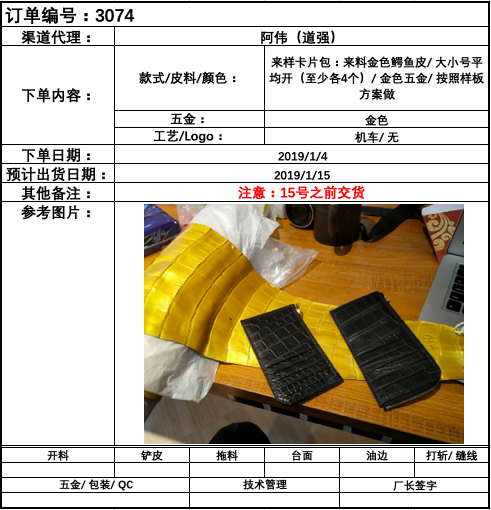 订单编号：3074
渠道代理： 阿伟（道强）
下单内容： 款式/皮料/颜色： 来样卡片包：来料金色鳄鱼皮/ 大小号平
均开（至少各4个）/ 金色五金/ 按照样板
方案做
五金： 金色
工艺/Logo： 机车/ 无
下单日期： 2019/1/4
预计出货日期： 2019/1/15
其他备注： 注意：15号之前交货
参考图片：
开料 铲皮 拖料 台面 油边 打斩/ 缝线
五金/ 包装/ QC 技术管理 厂长签字